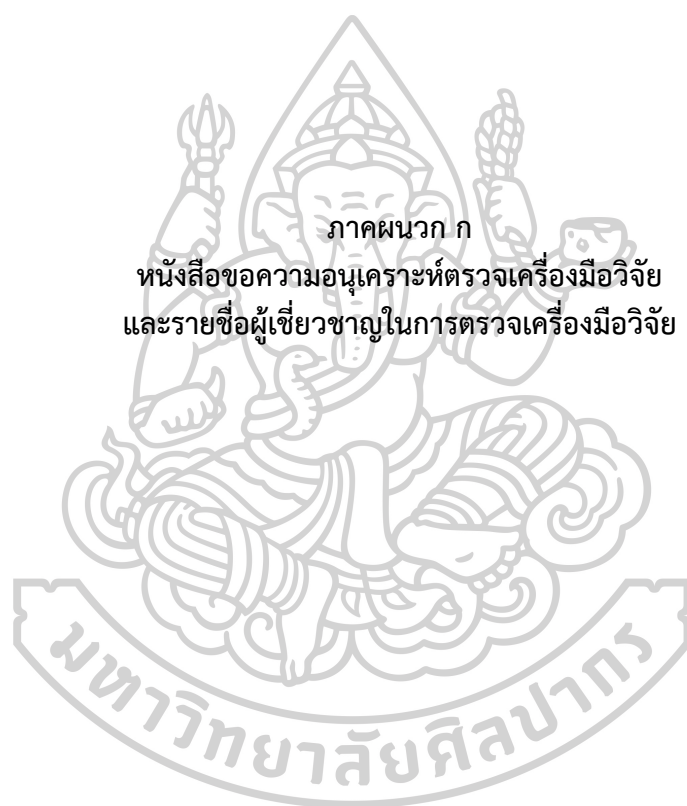 ภาคผนวก ก
หนังสือขอความอนุเคราะห์ตรวจเครื่องมือวิจัย
และรายชื่อผู้เชี่ยวชาญในการตรวจเครื่องมือวิจัย
มหาวิทยาลัยศิลปากร